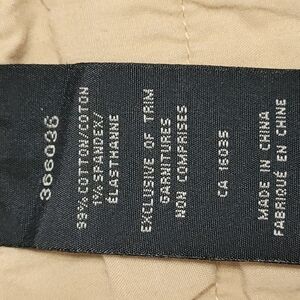 366036
99% COTTON/COTON
1% SPANDEX/
ÉLASTHANNE
EXCLUSIVE OF TRIM
GARNITURES
NON COMPRISES
CA 16035
MADE IN CHINA
FABRIQUÉ EN CHINE